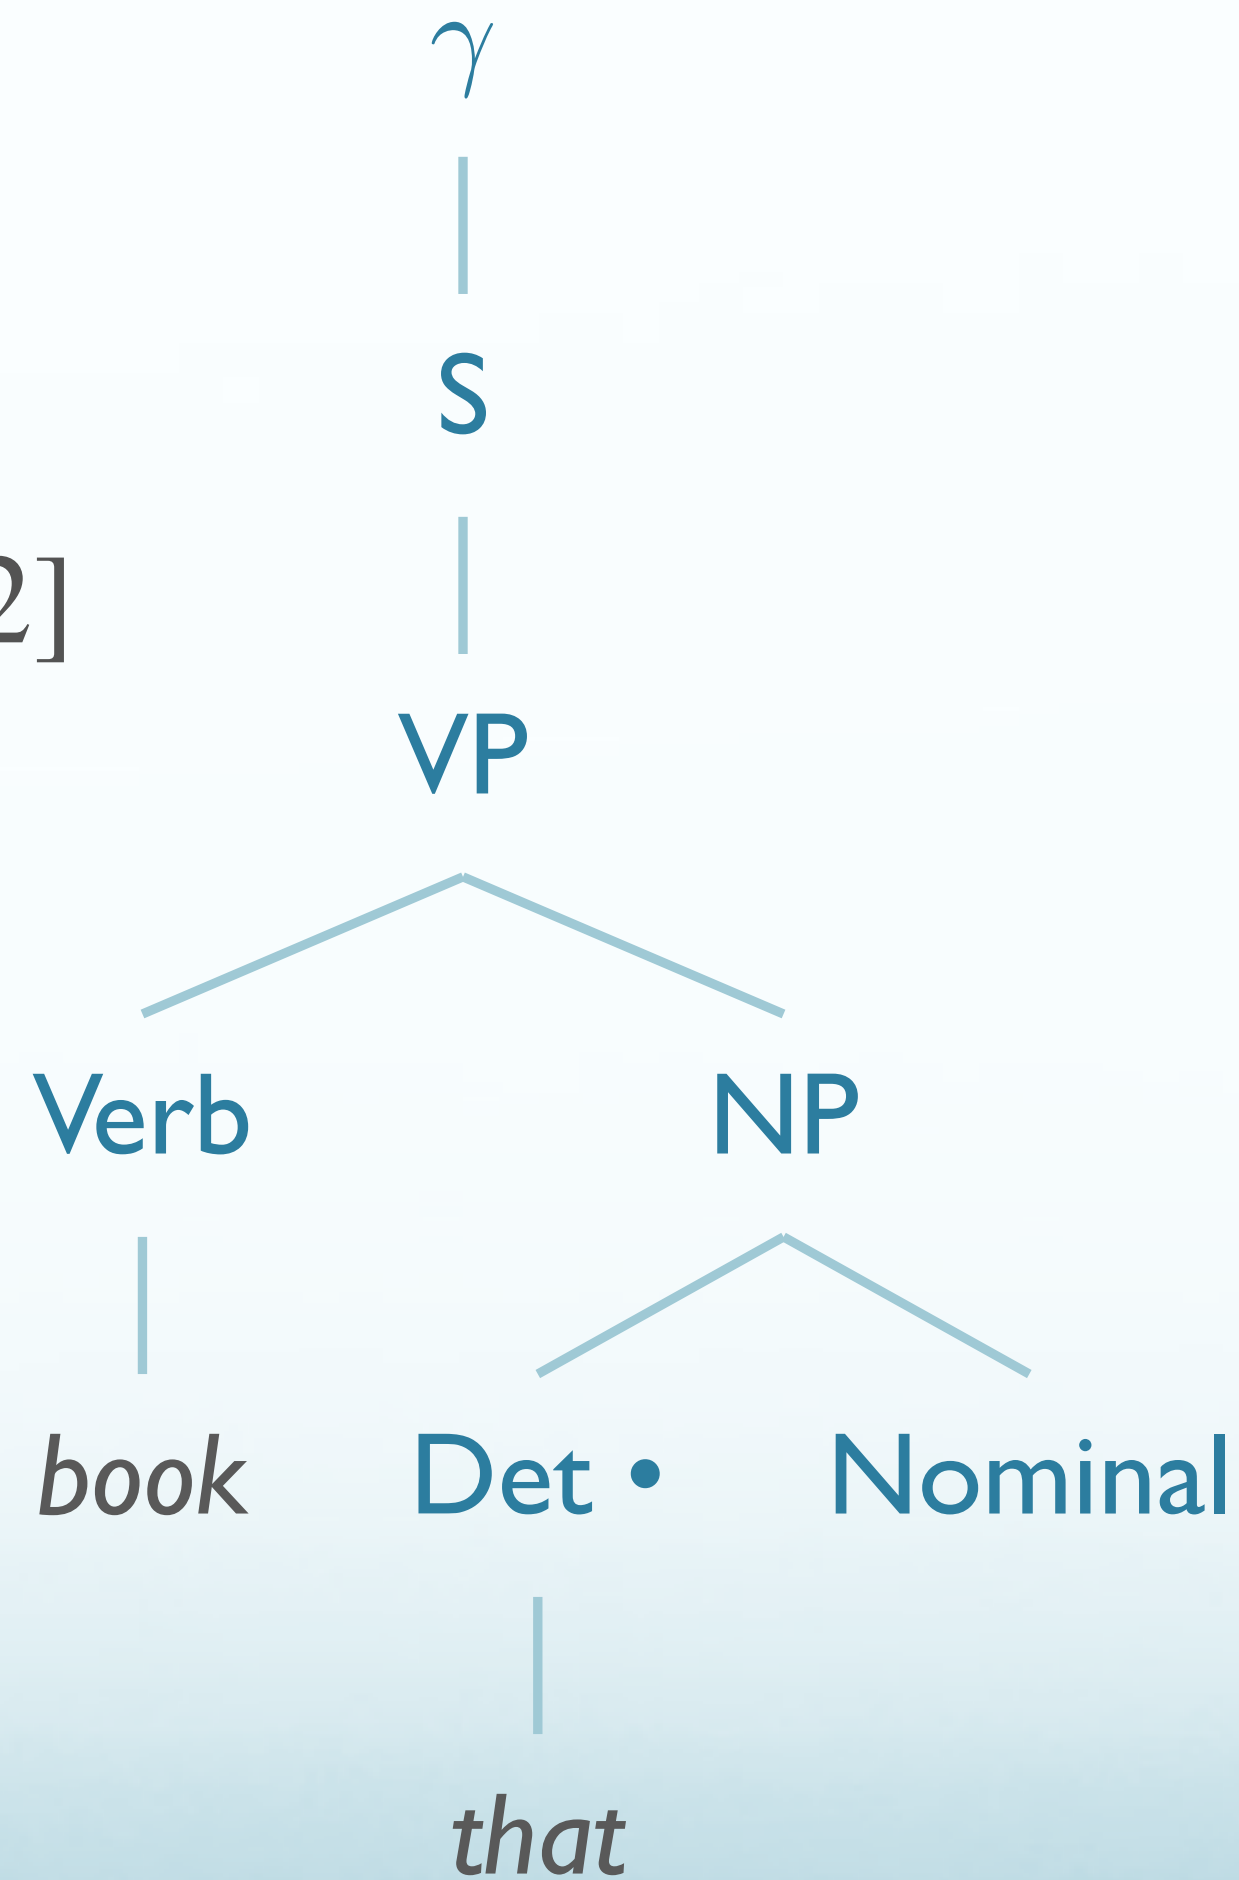 γ
S
2]
VP
Verb NP
book Det • Nominal
that